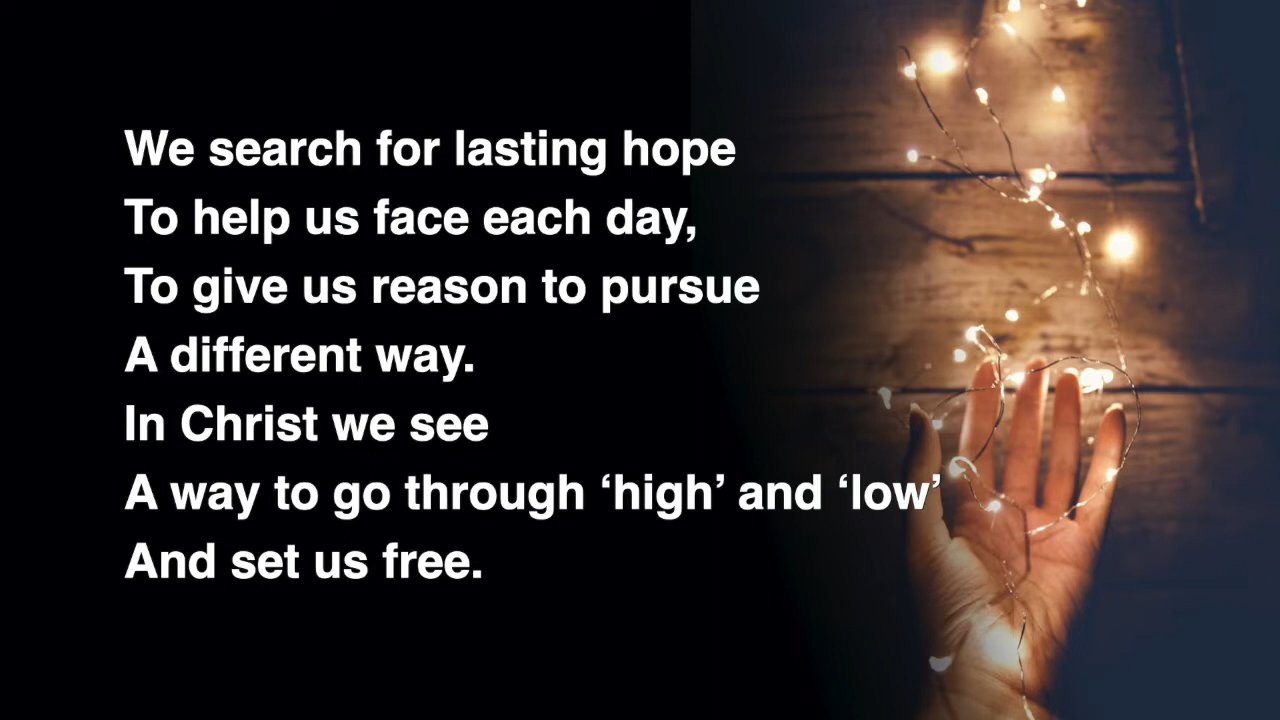 We search for lasting hope
To help us face each day,
To give us reason to pursue
A different way.
In Christ we see
A way to go through ‘high’ and ‘low’
And set us free.